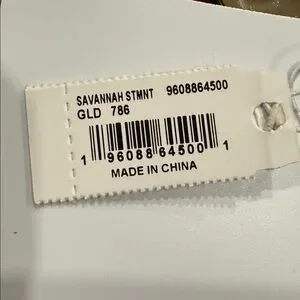 SAVANNAH STMNT 9608864500
GLD 786
1 96088 64500 1
MADE IN CHINA